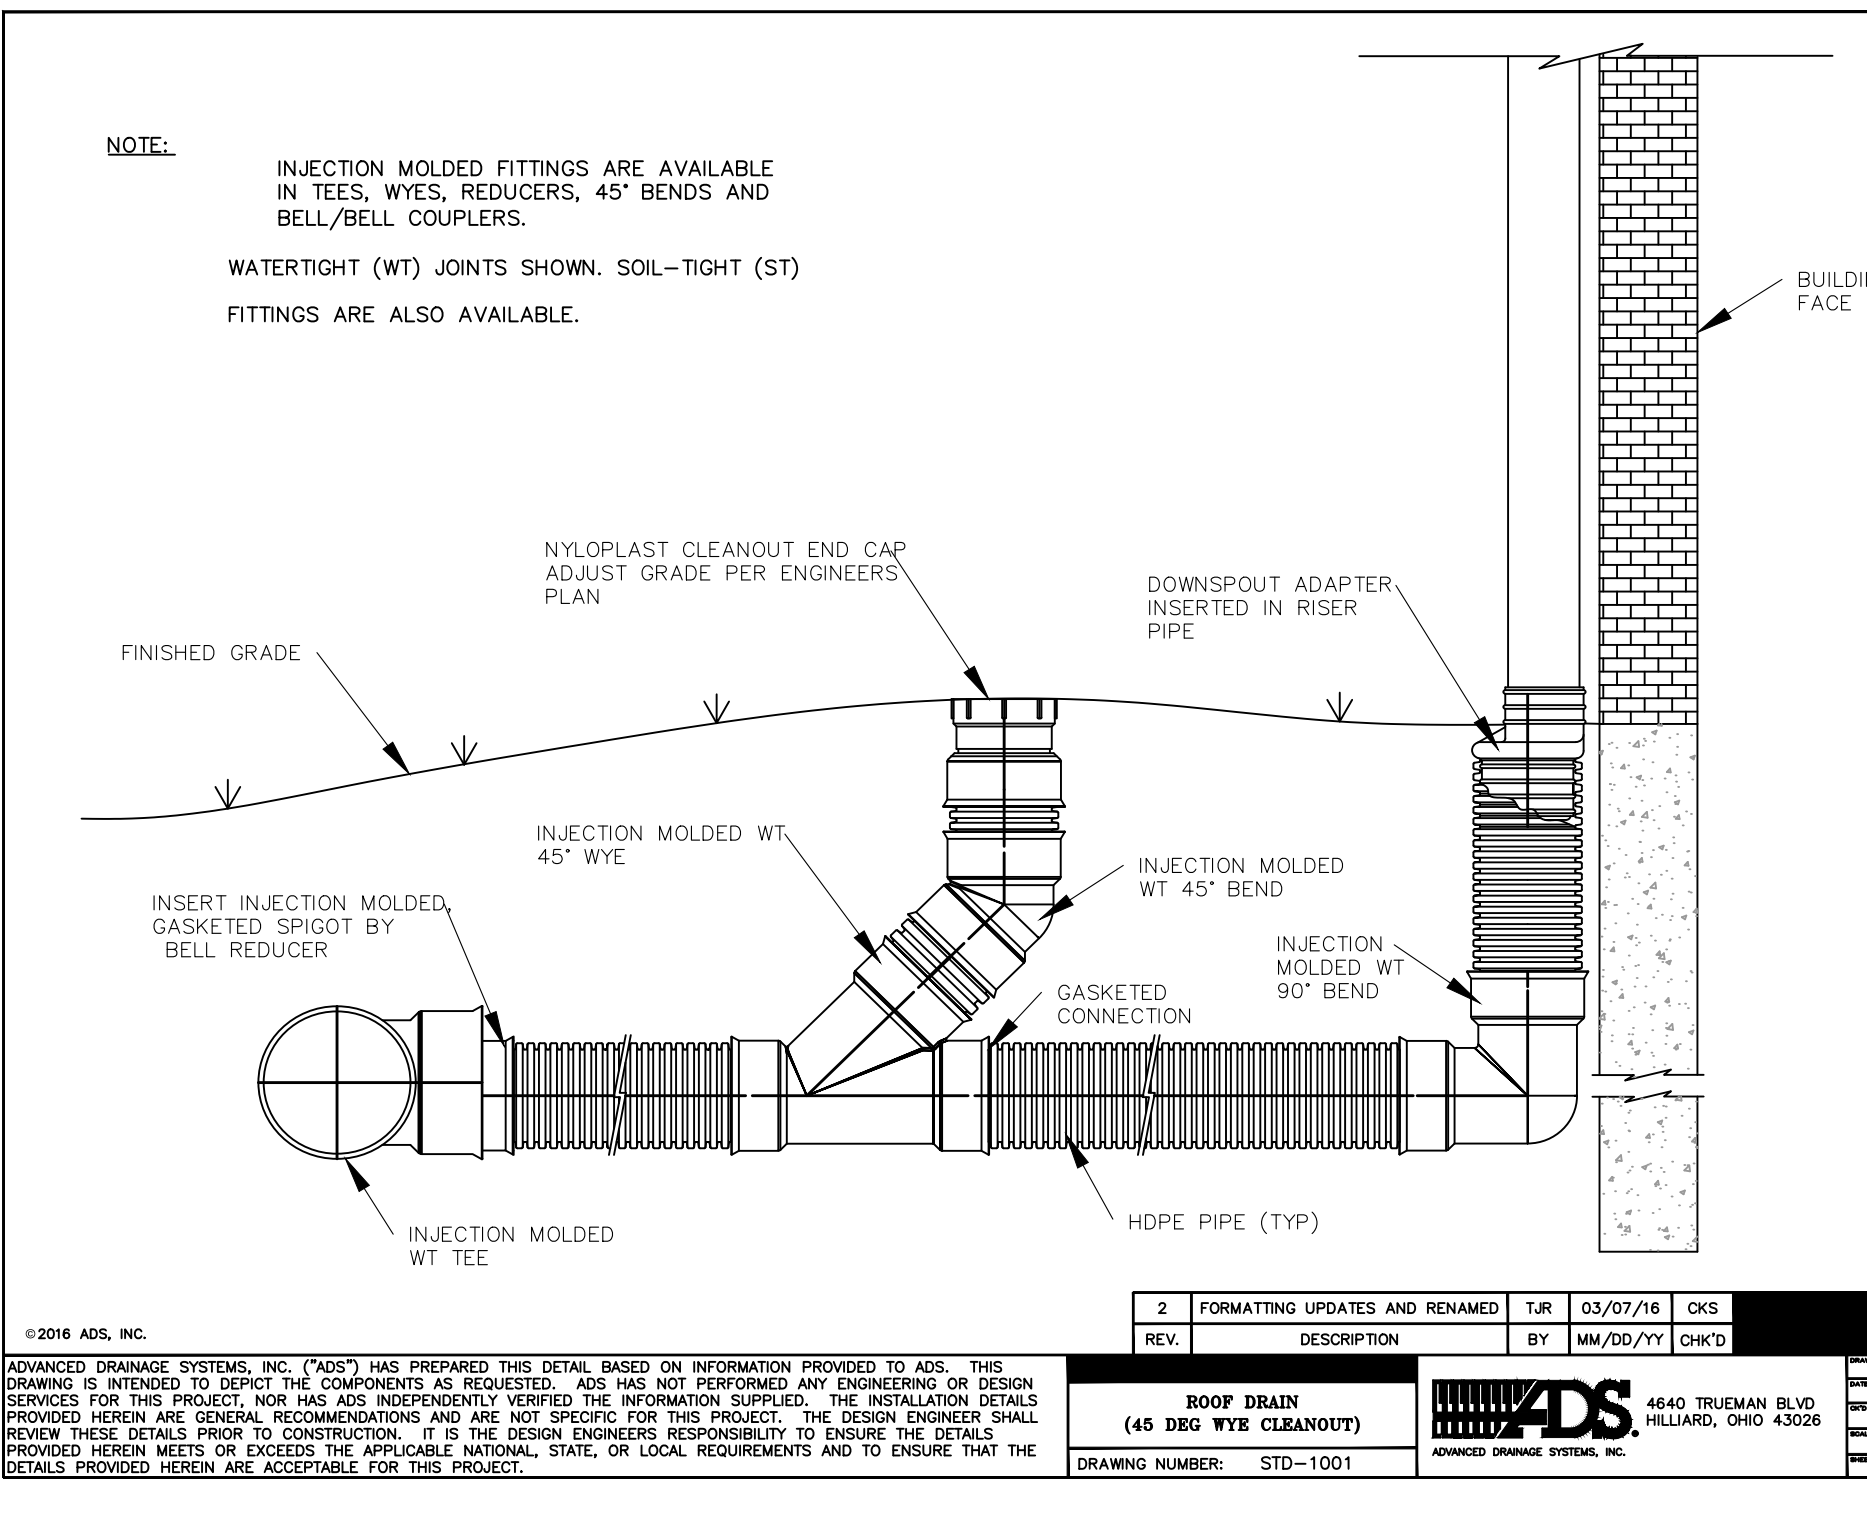 NOTE:
INJECTION MOLDED FITTINGS ARE AVAILABLE
IN TEES, WYES, REDUCERS, 45° BENDS AND
BELL/BELL COUPLERS.
WATERTIGHT (WT) JOINTS SHOWN. SOIL-TIGHT (ST)
FITTINGS ARE ALSO AVAILABLE.
FACE
NYLOPLAST CLEANOUT END CAP
ADJUST GRADE PER ENGINEERS
PLAN
DOWNSPOUT ADAPTER
INSERTED IN RISER
PIPE
FINISHED GRADE
INJECTION MOLDED WT
45° WYE
INJECTION MOLDED
WT 45° BEND
INSERT INJECTION MOLDED,
GASKETED SPIGOT BY
BELL REDUCER
INJECTION
MOLDED WT
90° BEND
GASKETED
CONNECTION
HDPE PIPE (TYP)
INJECTION MOLDED
WT TEE
©2016 ADS, INC.
2 FORMATTING UPDATES AND RENAMED TJR 03/07/16 CKS
REV. DESCRIPTION BY MM/DD/YY CHK'D
ADVANCED DRAINAGE SYSTEMS, INC. ("ADS") HAS PREPARED THIS DETAIL BASED ON INFORMATION PROVIDED TO ADS. THIS
DRAWING IS INTENDED TO DEPICT THE COMPONENTS AS REQUESTED. ADS HAS NOT PERFORMED ANY ENGINEERING OR DESIGN
SERVICES FOR THIS PROJECT, NOR HAS ADS INDEPENDENTLY VERIFIED THE INFORMATION SUPPLIED. THE INSTALLATION DETAILS
PROVIDED HEREIN ARE GENERAL RECOMMENDATIONS AND ARE NOT SPECIFIC FOR THIS PROJECT. THE DESIGN ENGINEER SHALL
REVIEW THESE DETAILS PRIOR TO CONSTRUCTION. IT IS THE DESIGN ENGINEERS RESPONSIBILITY TO ENSURE THE DETAILS
PROVIDED HEREIN MEETS OR EXCEEDS THE APPLICABLE NATIONAL, STATE, OR LOCAL REQUIREMENTS AND TO ENSURE THAT THE
DETAILS PROVIDED HEREIN ARE ACCEPTABLE FOR THIS PROJECT.
ROOF DRAIN
(45 DEG WYE CLEANOUT)
DRAWING NUMBER: STD-1001
ADS.
ADVANCED DRAINAGE SYSTEMS, INC.
4640 TRUEMAN BLVD
HILLIARD, OHIO 43026